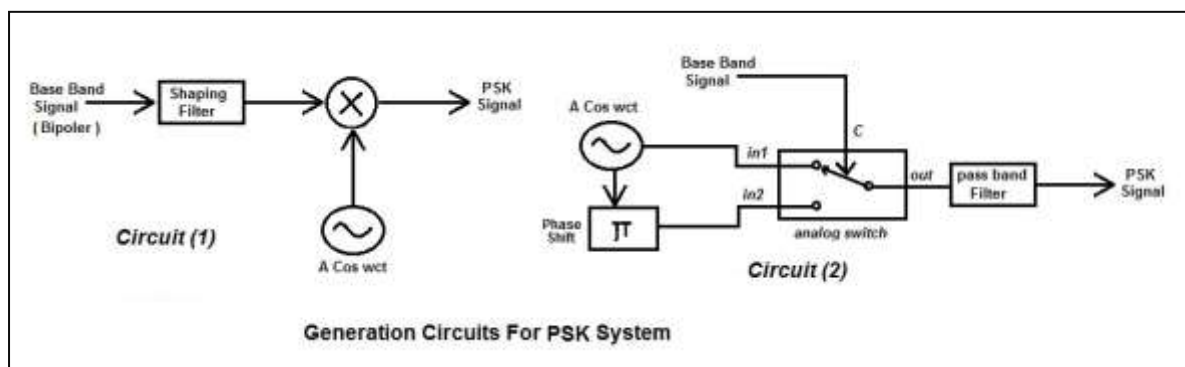 Base Band
Signal
( Bipoler )
Shaping
Filter
PSK
Signal
A Cos wct
Circuit (1)
Base Band
Signal
C
A Cos wct
in1
in2
Phase
Shift
π
out
analog switch
pass band
Filter
PSK
Signal
Circuit (2)
Generation Circuits For PSK System